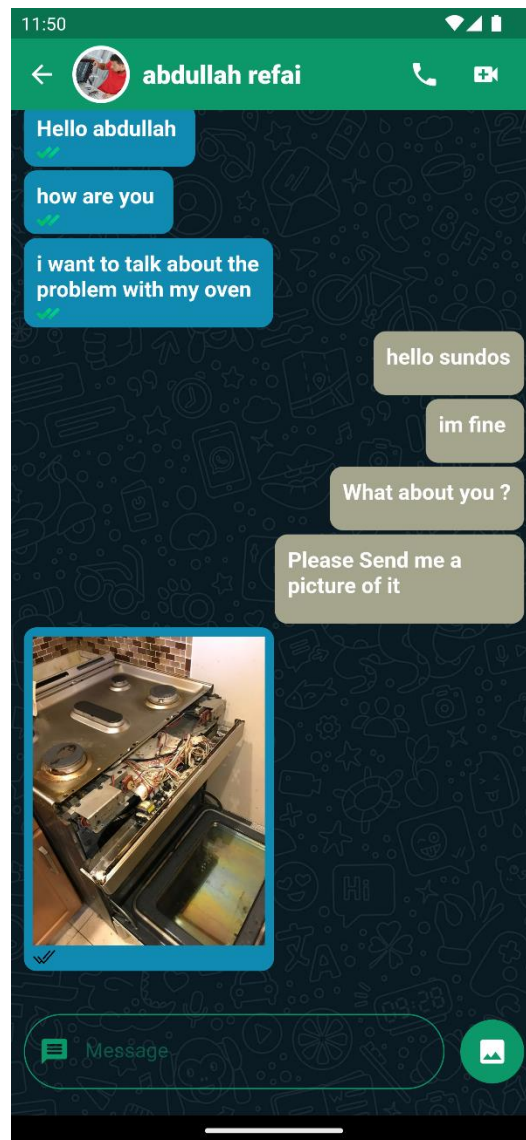 11:50
abdullah refai
Hello abdullah
how are you
i want to talk about the
problem with my oven
hello sundos
im fine
What about you ?
Please Send me a
picture of it
Message